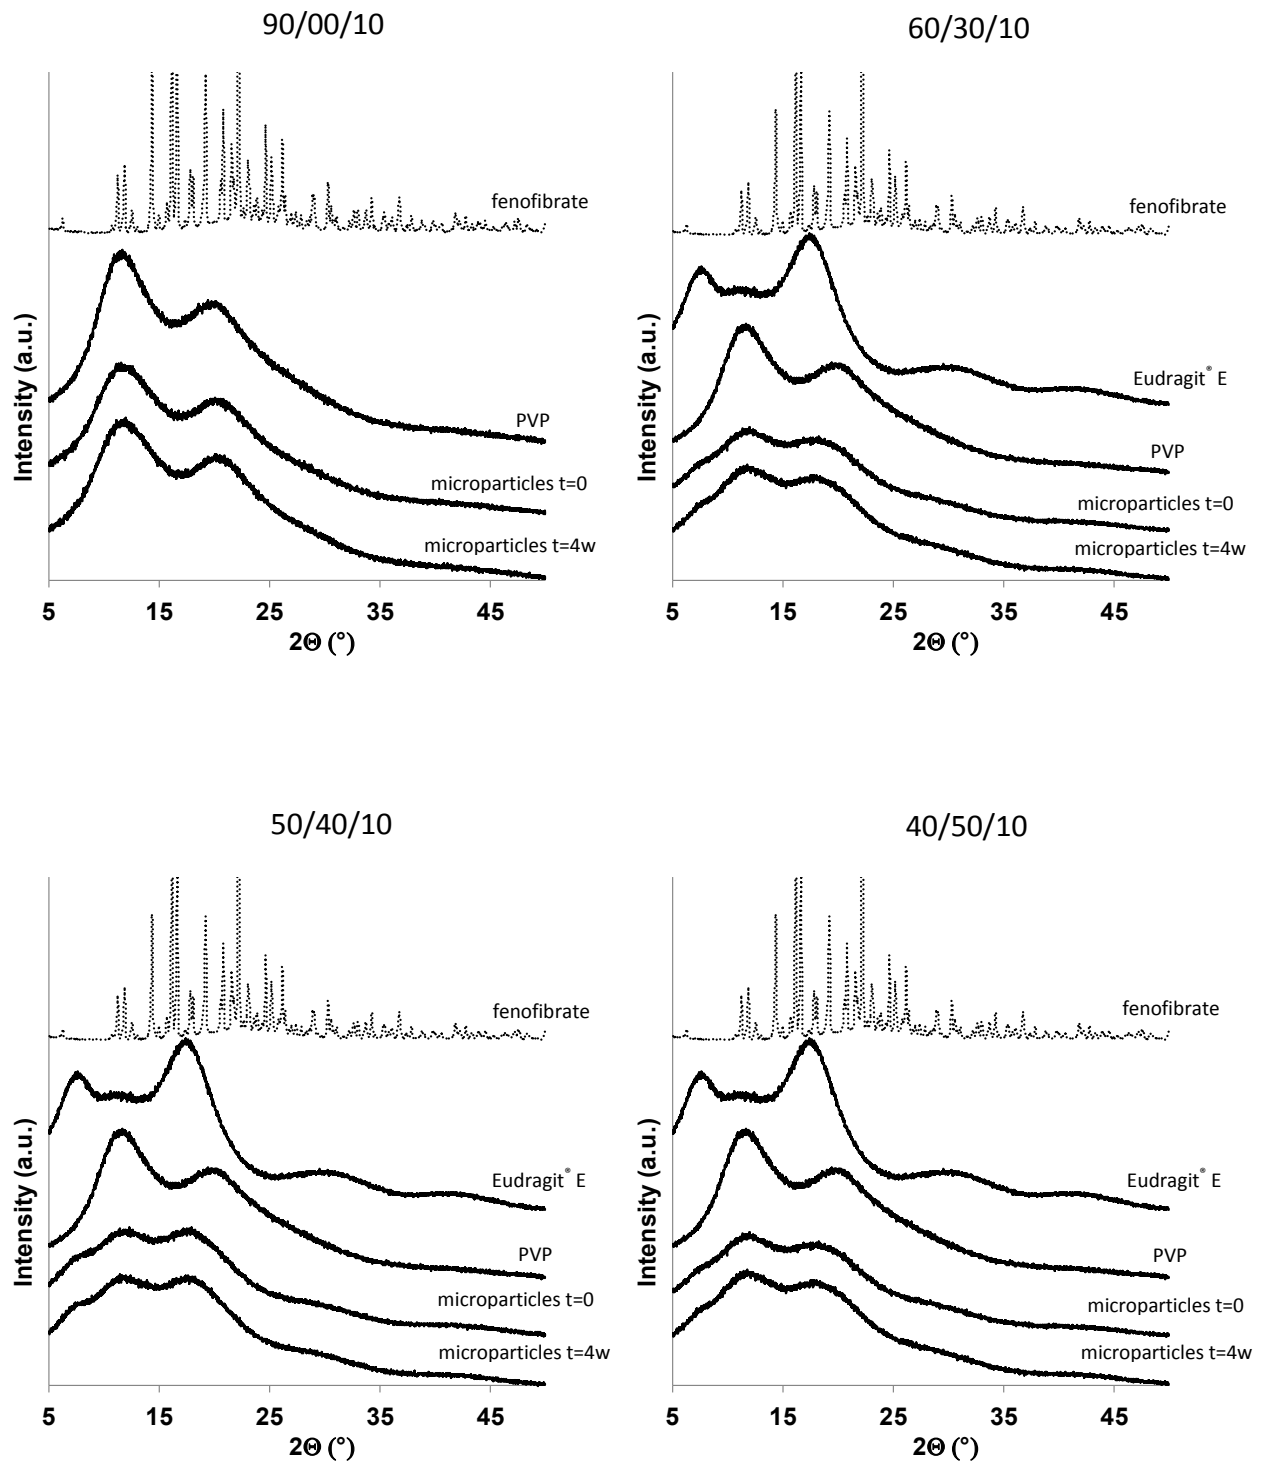 90/00/10
fenofibrate
PVP
microparticles t=0
microparticles t=4w
Intensity (a.u.)
5 15 25 35 45
2Θ (°)
60/30/10
fenofibrate
Eudragit® E
PVP
microparticles t=0
microparticles t=4w
Intensity (a.u.)
5 15 25 35 45
2Θ (°)
50/40/10
fenofibrate
Eudragit® E
PVP
microparticles t=0
microparticles t=4w
Intensity (a.u.)
5 15 25 35 45
2Θ (°)
40/50/10
fenofibrate
Eudragit® E
PVP
microparticles t=0
microparticles t=4w
Intensity (a.u.)
5 15 25 35 45
2Θ (°)